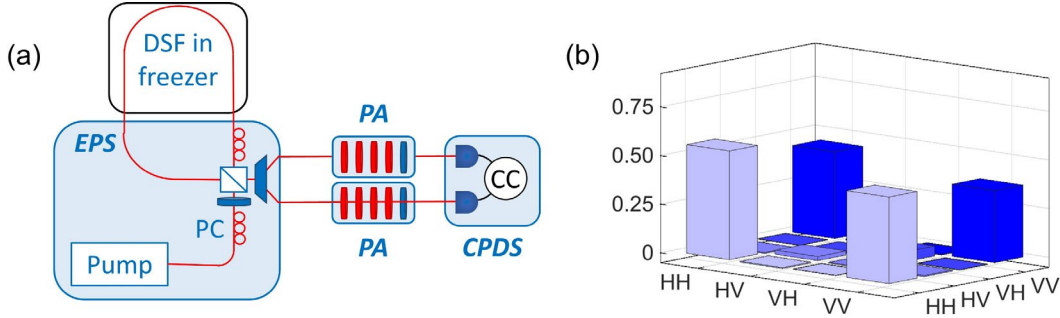 (a)
DSF in
freezer
EPS
PC
Pump
PA
PA
CC
CPDS
(b)
0.75
0.50
0.25
0
HH
HV
VH
VV
HH
HV
VH
VV